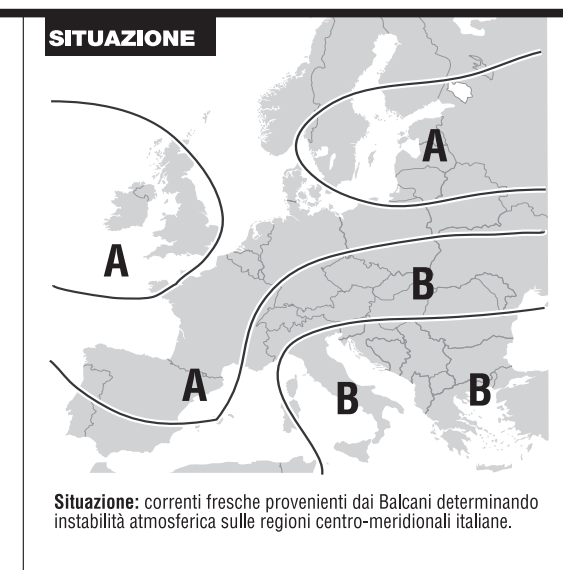 SITUAZIONE
A
A
B
A
B
B
Situazione: correnti fresche provenienti dai Balcani determinando
instabilità atmosferica sulle regioni centro-meridionali italiane.